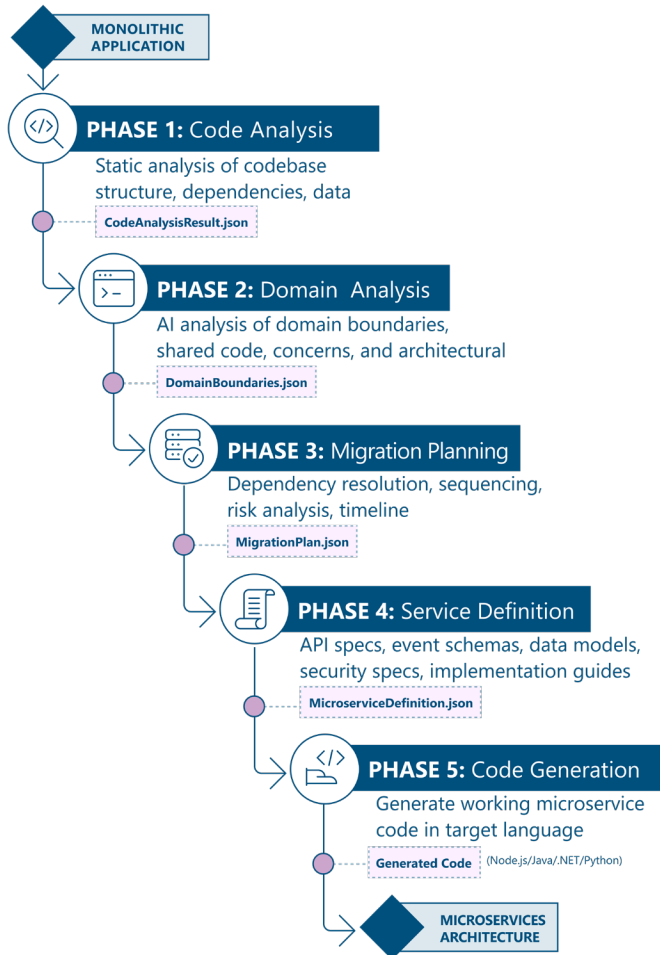 MONOLITHIC
APPLICATION
PHASE 1: Code Analysis
Static analysis of codebase
structure, dependencies, data
CodeAnalysisResult.json
PHASE 2: Domain Analysis
AI analysis of domain boundaries,
shared code, concerns, and architectural
DomainBoundaries.json
PHASE 3: Migration Planning
Dependency resolution, sequencing,
risk analysis, timeline
MigrationPlan.json
PHASE 4: Service Definition
API specs, event schemas, data models,
security specs, implementation guides
MicroserviceDefinition.json
PHASE 5: Code Generation
Generate working microservice
code in target language
Generated Code (Node.js/Java/.NET/Python)
MICROSERVICES
ARCHITECTURE